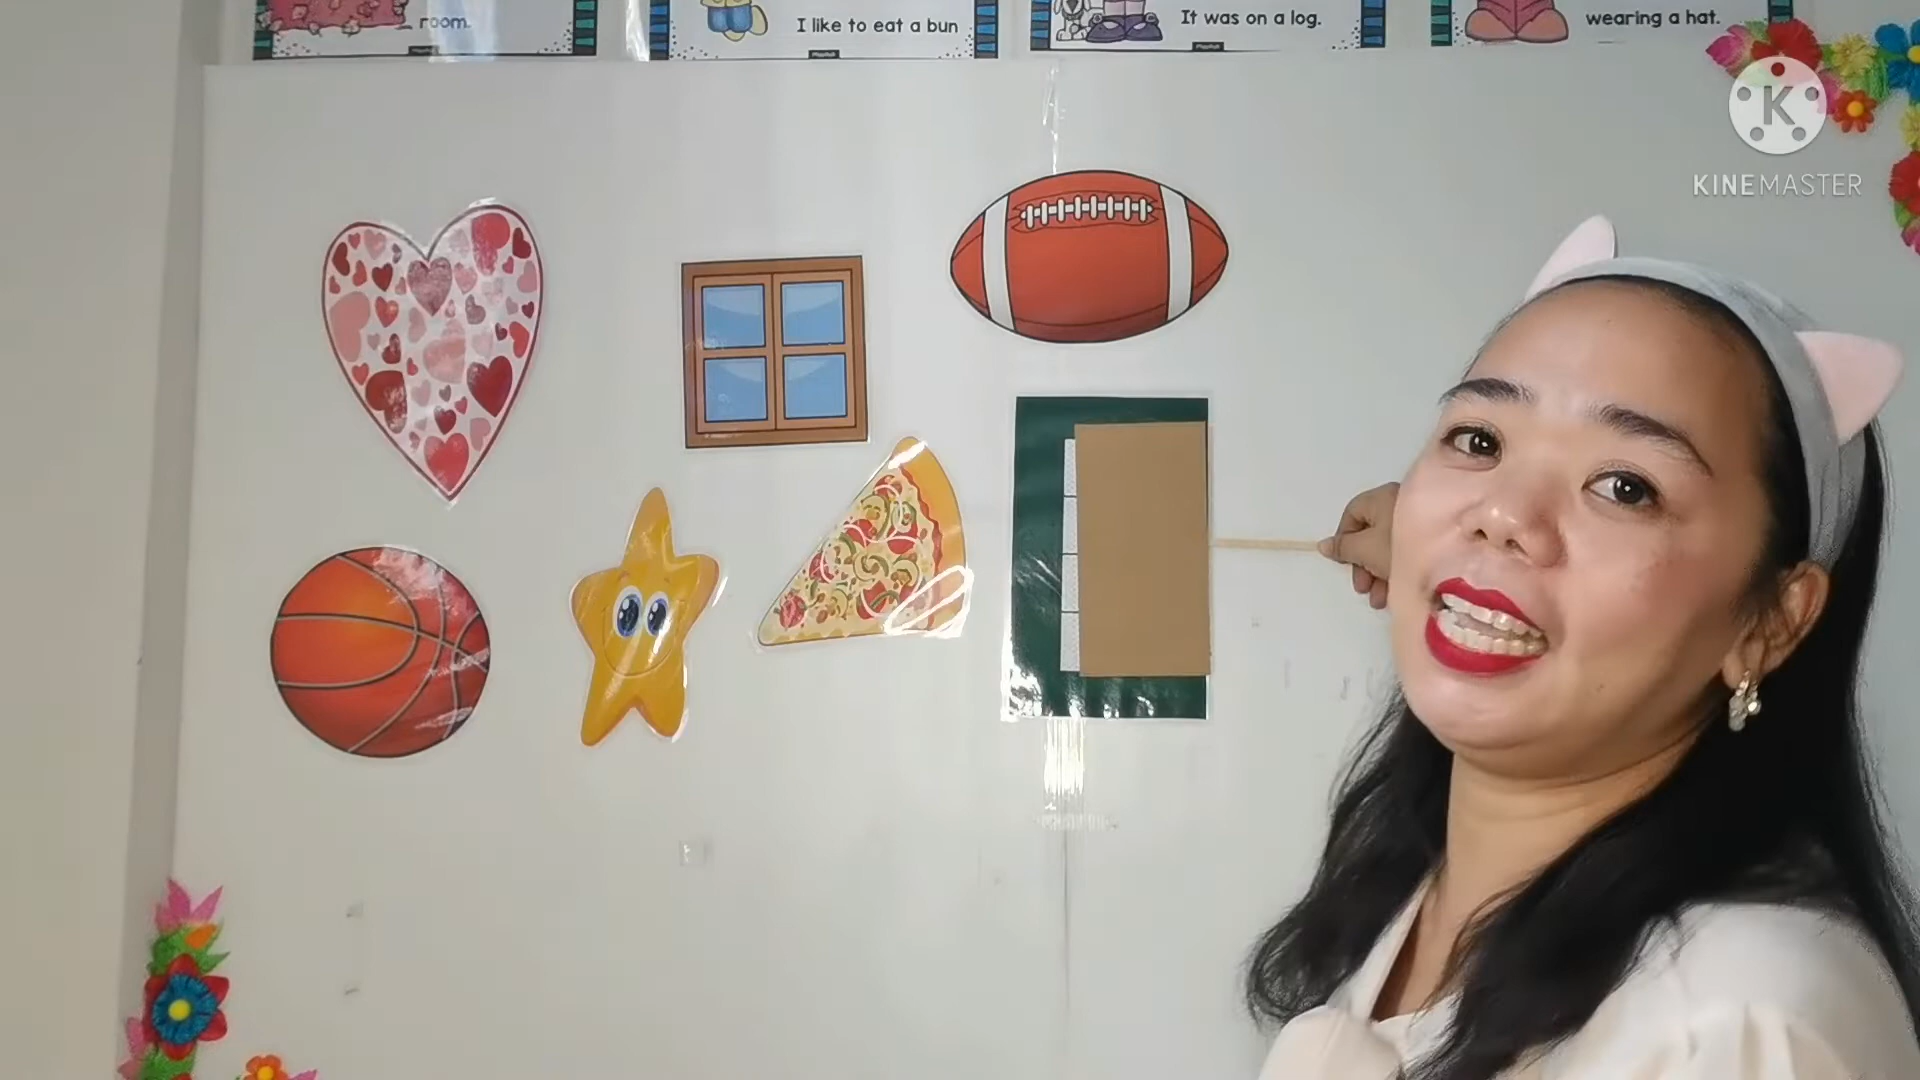 room.
I like to eat a bun
It was on a log.
wearing a hat.
KINEMASTER